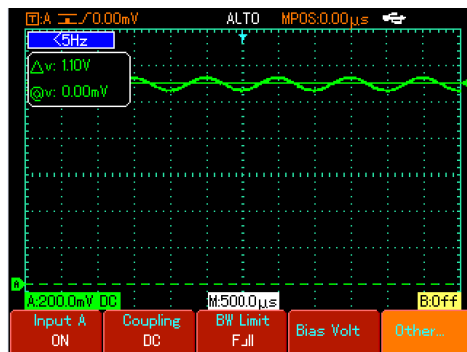 T:A /0.00mV ALTO MPOS:0.00μs
<5Hz
△v: 1.10V
@v: 0.00mV
A
A:200.0mV DC M:500.0μs B:Off
Input A Coupling BW Limit Bias Volt Other...
ON DC Full